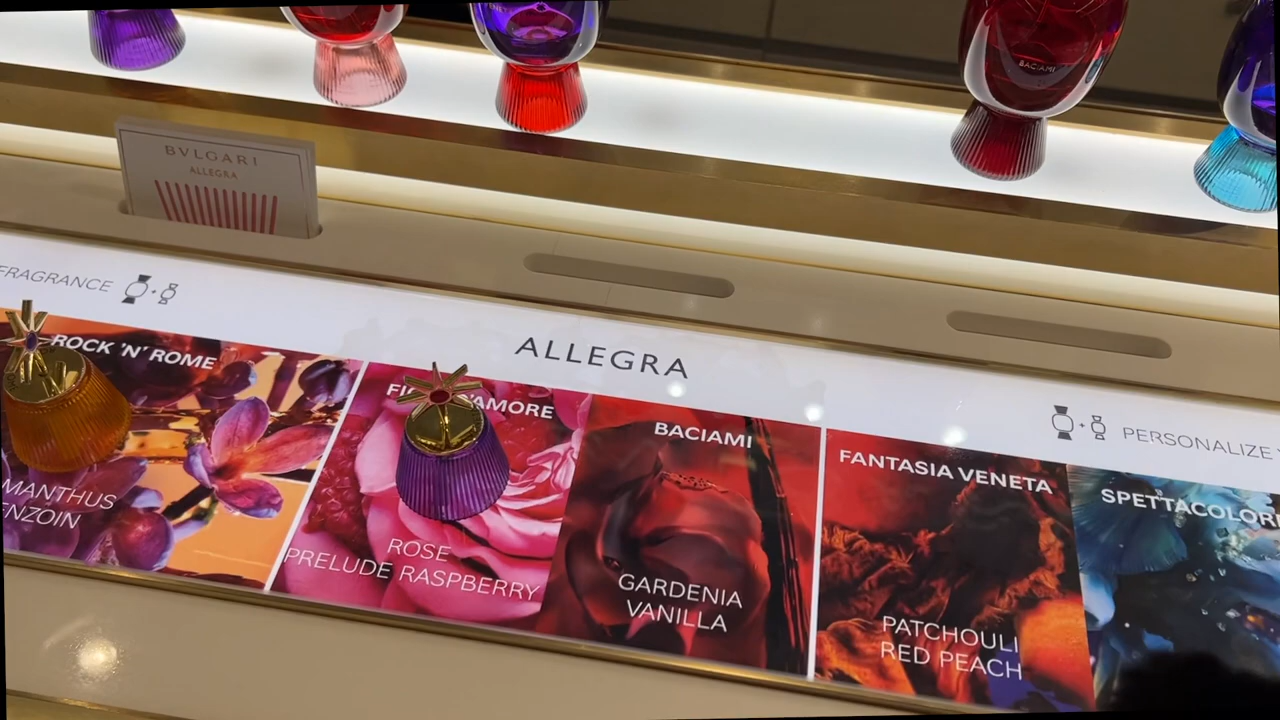 BACIAMI
BVLGARI
ALLEGRA
FRAGRANCE
ALLEGRA
PERSONALIZE
ROCK 'N' ROME
MANTHUS
ENZOIN
AMORE
ROSE
PRELUDE RASPBERRY
BACIAMI
GARDENIA
VANILLA
FANTASIA VENETA
PATCHOULI
RED PEACH
SPETTACOLOR